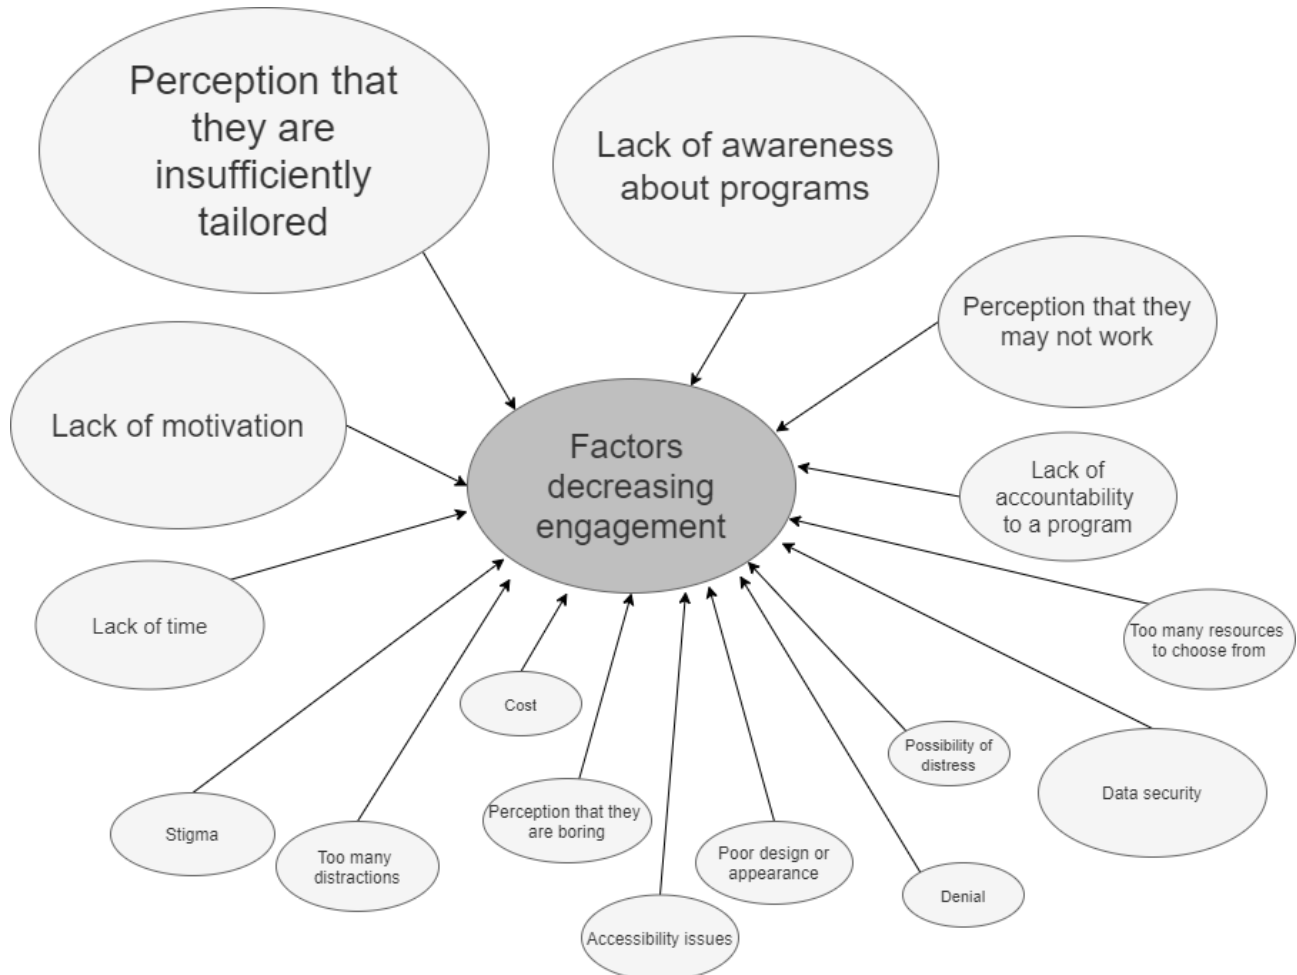 Perception that
they are
insufficiently
tailored
Lack of awareness
about programs
Perception that they
may not work
Lack of motivation
Factors
decreasing
engagement
Lack of
accountability
to a program
Lack of time
Too many resources
to choose from
Cost
Possibility of
distress
Data security
Stigma
Too many
distractions
Perception that they
are boring
Poor design or
appearance
Denial
Accessibility issues